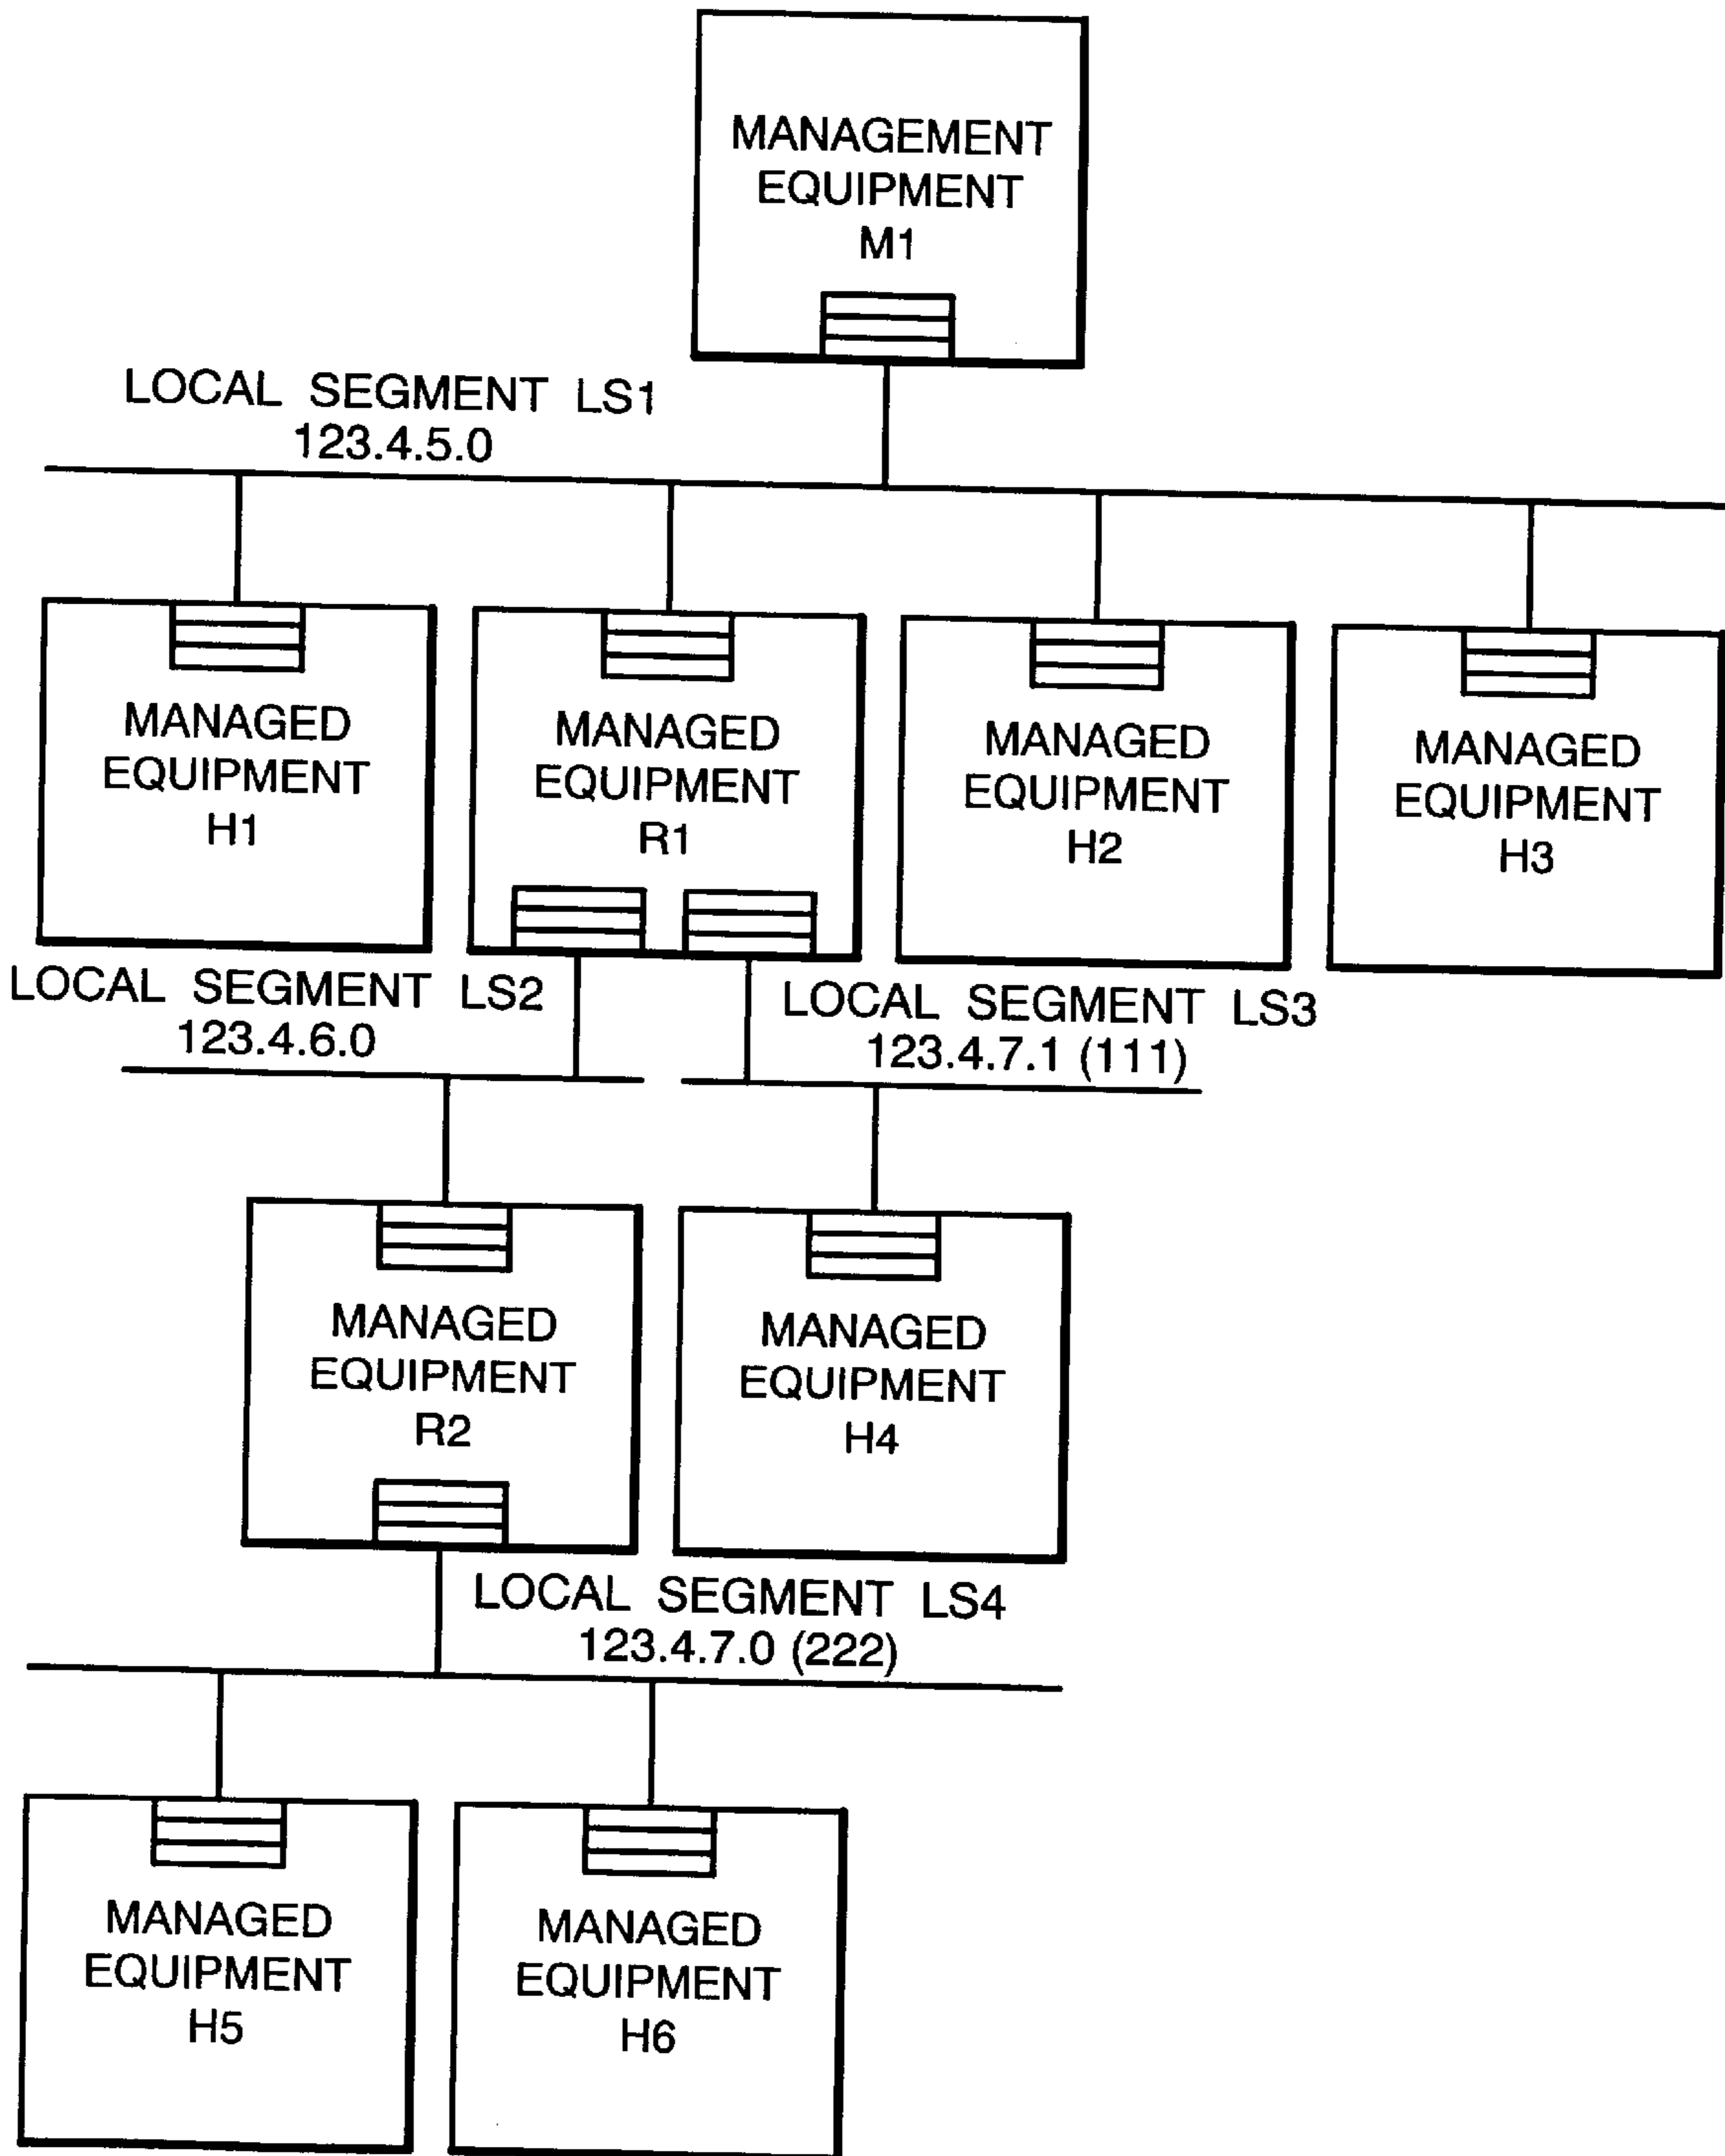 MANAGEMENT
EQUIPMENT
M1
LOCAL SEGMENT LS1
123.4.5.0
MANAGED
EQUIPMENT
H1
MANAGED
EQUIPMENT
R1
MANAGED
EQUIPMENT
H2
MANAGED
EQUIPMENT
H3
LOCAL SEGMENT LS2
123.4.6.0
LOCAL SEGMENT LS3
123.4.7.1 (111)
MANAGED
EQUIPMENT
R2
MANAGED
EQUIPMENT
H4
LOCAL SEGMENT LS4
123.4.7.0 (222)
MANAGED
EQUIPMENT
H5
MANAGED
EQUIPMENT
H6